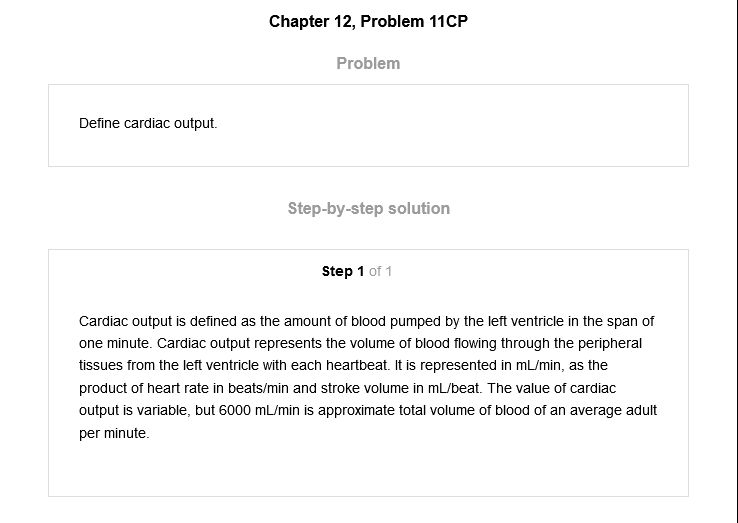 Chapter 12, Problem 11CP
Problem
Define cardiac output.
Step-by-step solution
Step 1 of 1
Cardiac output is defined as the amount of blood pumped by the left ventricle in the span of
one minute. Cardiac output represents the volume of blood flowing through the peripheral
tissues from the left ventricle with each heartbeat. It is represented in mL/min, as the
product of heart rate in beats/min and stroke volume in mL/beat. The value of cardiac
output is variable, but 6000 mL/min is approximate total volume of blood of an average adult
per minute.